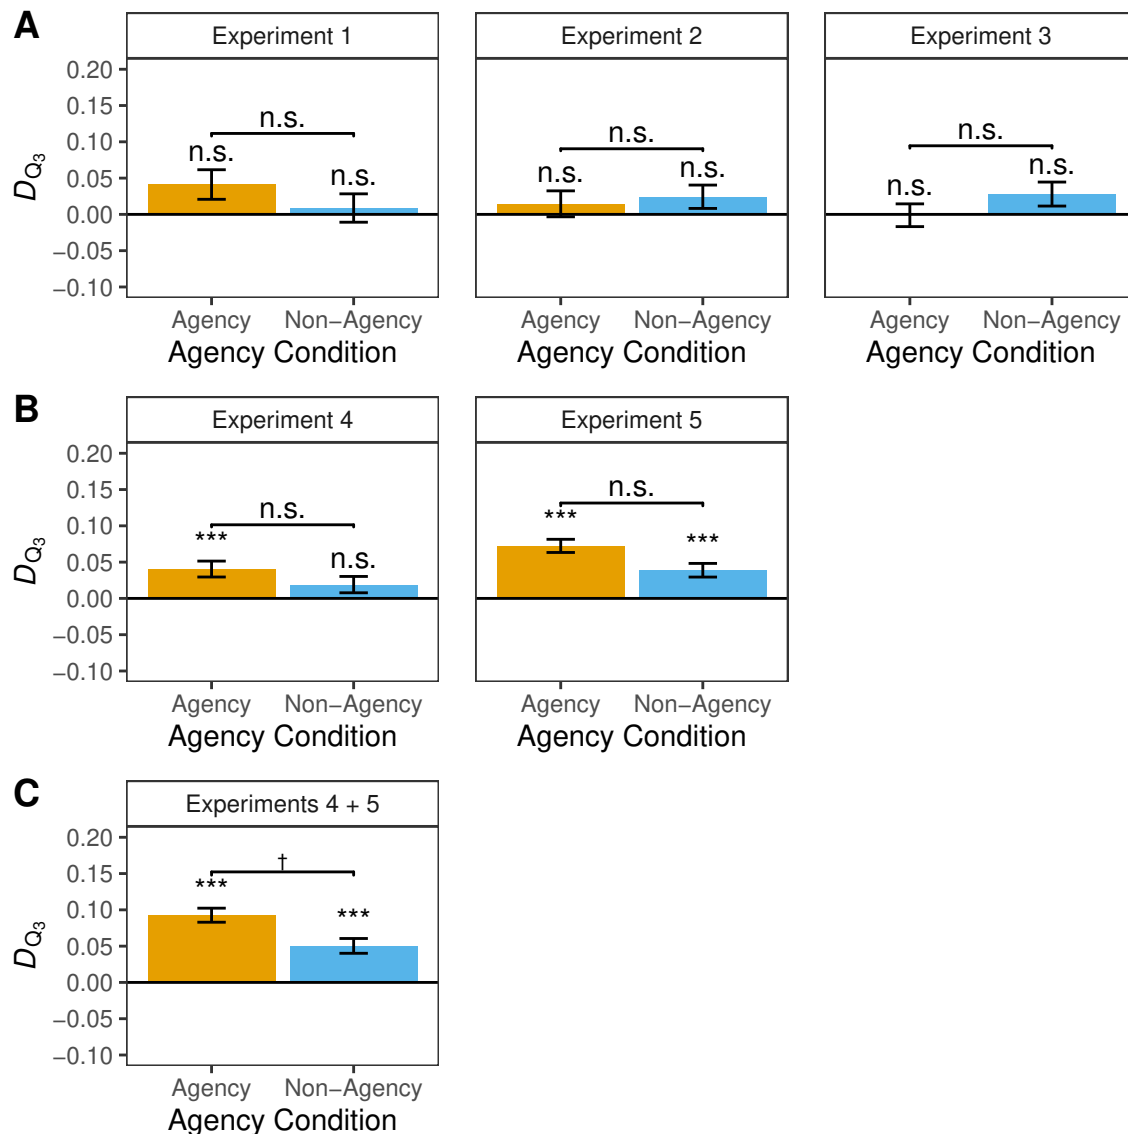 A
Experiment 1
Experiment 2
Experiment 3
D_Q3
0.20
0.15
0.10
0.05
0.00
−0.05
−0.10
n.s.
n.s.
n.s.
n.s.
n.s.
n.s.
n.s.
n.s.
n.s.
Agency
Non−Agency
Agency
Non−Agency
Agency
Non−Agency
Agency Condition
Agency Condition
Agency Condition
B
Experiment 4
Experiment 5
D_Q3
0.20
0.15
0.10
0.05
0.00
−0.05
−0.10
n.s.
***
n.s.
n.s.
***
***
Agency
Non−Agency
Agency
Non−Agency
Agency Condition
Agency Condition
C
Experiments 4 + 5
D_Q3
0.20
0.15
0.10
0.05
0.00
−0.05
−0.10
†
***
***
Agency
Non−Agency
Agency Condition